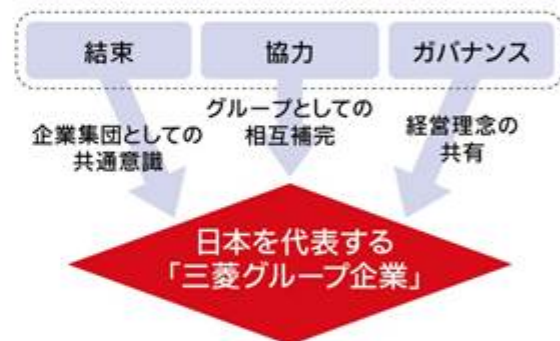 結束
協力
ガバナンス
企業集団としての
共通意識
グループとしての
相互補完
経営理念の
共有
日本を代表する
「三菱グループ企業」